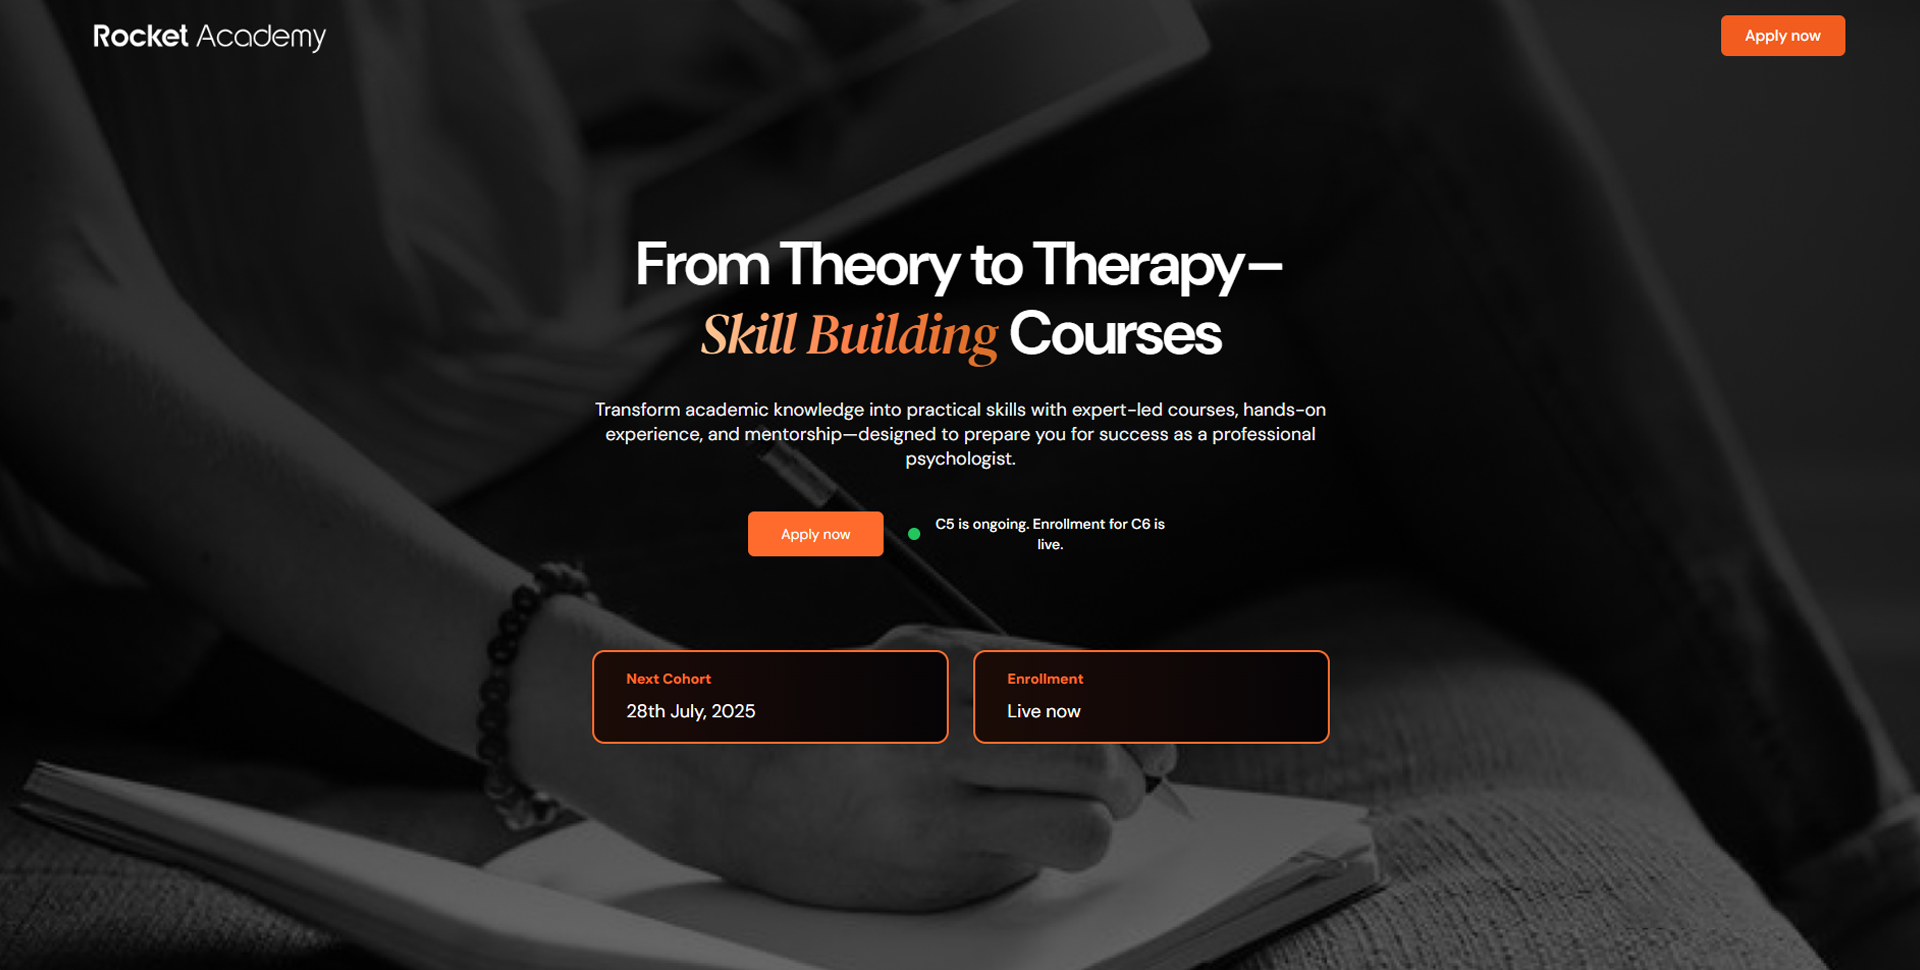 Rocket Academy
Apply now
From Theory to Therapy—
Skill Building Courses
Transform academic knowledge into practical skills with expert-led courses, hands-on
experience, and mentorship—designed to prepare you for success as a professional
psychologist.
Apply now
C5 is ongoing. Enrollment for C6 is
live.
Next Cohort
28th July, 2025
Enrollment
Live now